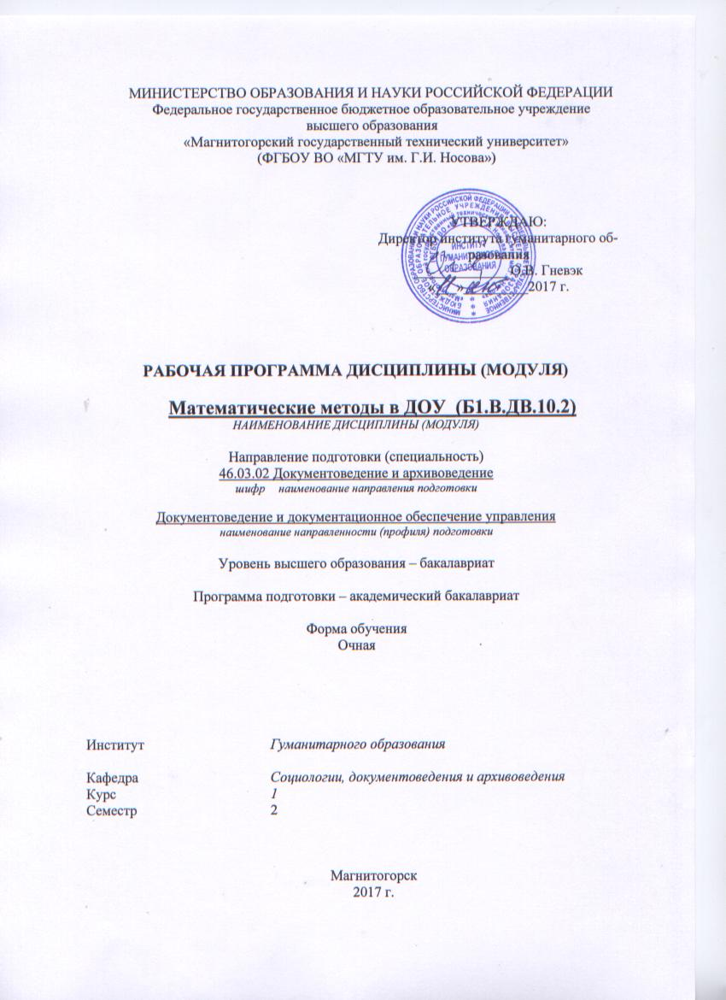 МИНИСТЕРСТВО ОБРАЗОВАНИЯ И НАУКИ РОССИЙСКОЙ ФЕДЕРАЦИИ
Федеральное государственное бюджетное образовательное учреждение
высшего образования
«Магнитогорский государственный технический университет»
(ФГБОУ ВО «МГТУ им. Г.И. Носова»)
УТВЕРЖДАЮ:
Директор института гуманитарного об-
разования
О.В. Гневэк
2017 г.
ИНСТИТУТ
ГУМАНИТАРНОГО
ОБРАЗОВАНИЯ
РАБОЧАЯ ПРОГРАММА ДИСЦИПЛИНЫ (МОДУЛЯ)
Математические методы в ДОУ (Б1.В.ДВ.10.2)
НАИМЕНОВАНИЕ ДИСЦИПЛИНЫ (МОДУЛЯ)
Направление подготовки (специальность)
46.03.02 Документоведение и архивоведение
шифр наименование направления подготовки
Документоведение и документационное обеспечение управления
наименование направленности (профиля) подготовки
Уровень высшего образования – бакалавриат
Программа подготовки – академический бакалавриат
Форма обучения
Очная
Институт Гуманитарного образования
Кафедра Социологии, документоведения и архивоведения
Курс 1
Семестр 2
Магнитогорск
2017 г.